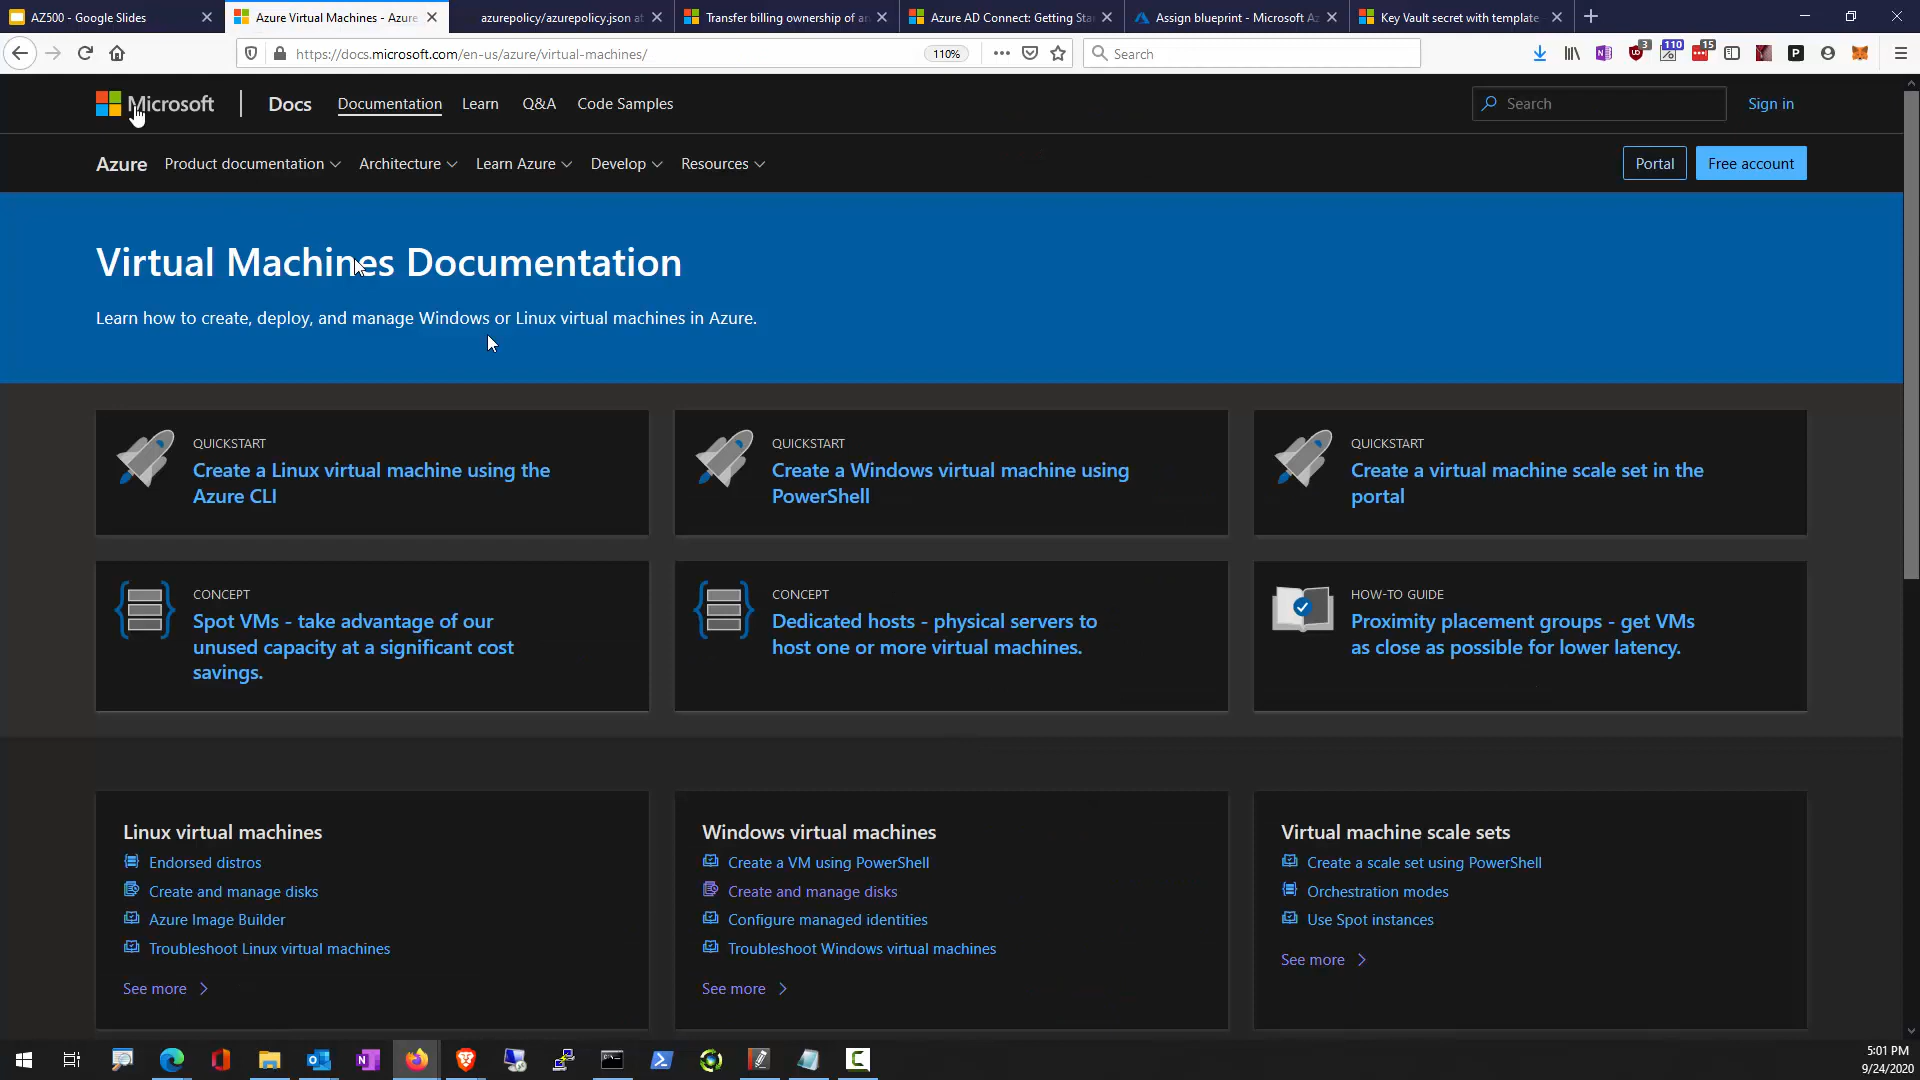 AZ500 - Google Slides
Azure Virtual Machines - Azure
azurepolicy/azurepolicy.json at
Transfer billing ownership of an
Azure AD Connect: Getting Sta
Assign blueprint - Microsoft Az
Key Vault secret with template
https://docs.microsoft.com/en-us/azure/virtual-machines/
110%
Search
3
110
15
Microsoft
Docs
Documentation
Learn
Q&A
Code Samples
Search
Sign in
Azure
Product documentation
Architecture
Learn Azure
Develop
Resources
Portal
Free account
Virtual Machines Documentation
Learn how to create, deploy, and manage Windows or Linux virtual machines in Azure.
QUICKSTART
Create a Linux virtual machine using the
Azure CLI
QUICKSTART
Create a Windows virtual machine using
PowerShell
QUICKSTART
Create a virtual machine scale set in the
portal
CONCEPT
Spot VMs - take advantage of our
unused capacity at a significant cost
savings.
CONCEPT
Dedicated hosts - physical servers to
host one or more virtual machines.
HOW-TO GUIDE
Proximity placement groups - get VMs
as close as possible for lower latency.
Linux virtual machines
Endorsed distros
Create and manage disks
Azure Image Builder
Troubleshoot Linux virtual machines
See more
Windows virtual machines
Create a VM using PowerShell
Create and manage disks
Configure managed identities
Troubleshoot Windows virtual machines
See more
Virtual machine scale sets
Create a scale set using PowerShell
Orchestration modes
Use Spot instances
See more
5:01 PM
9/24/2020